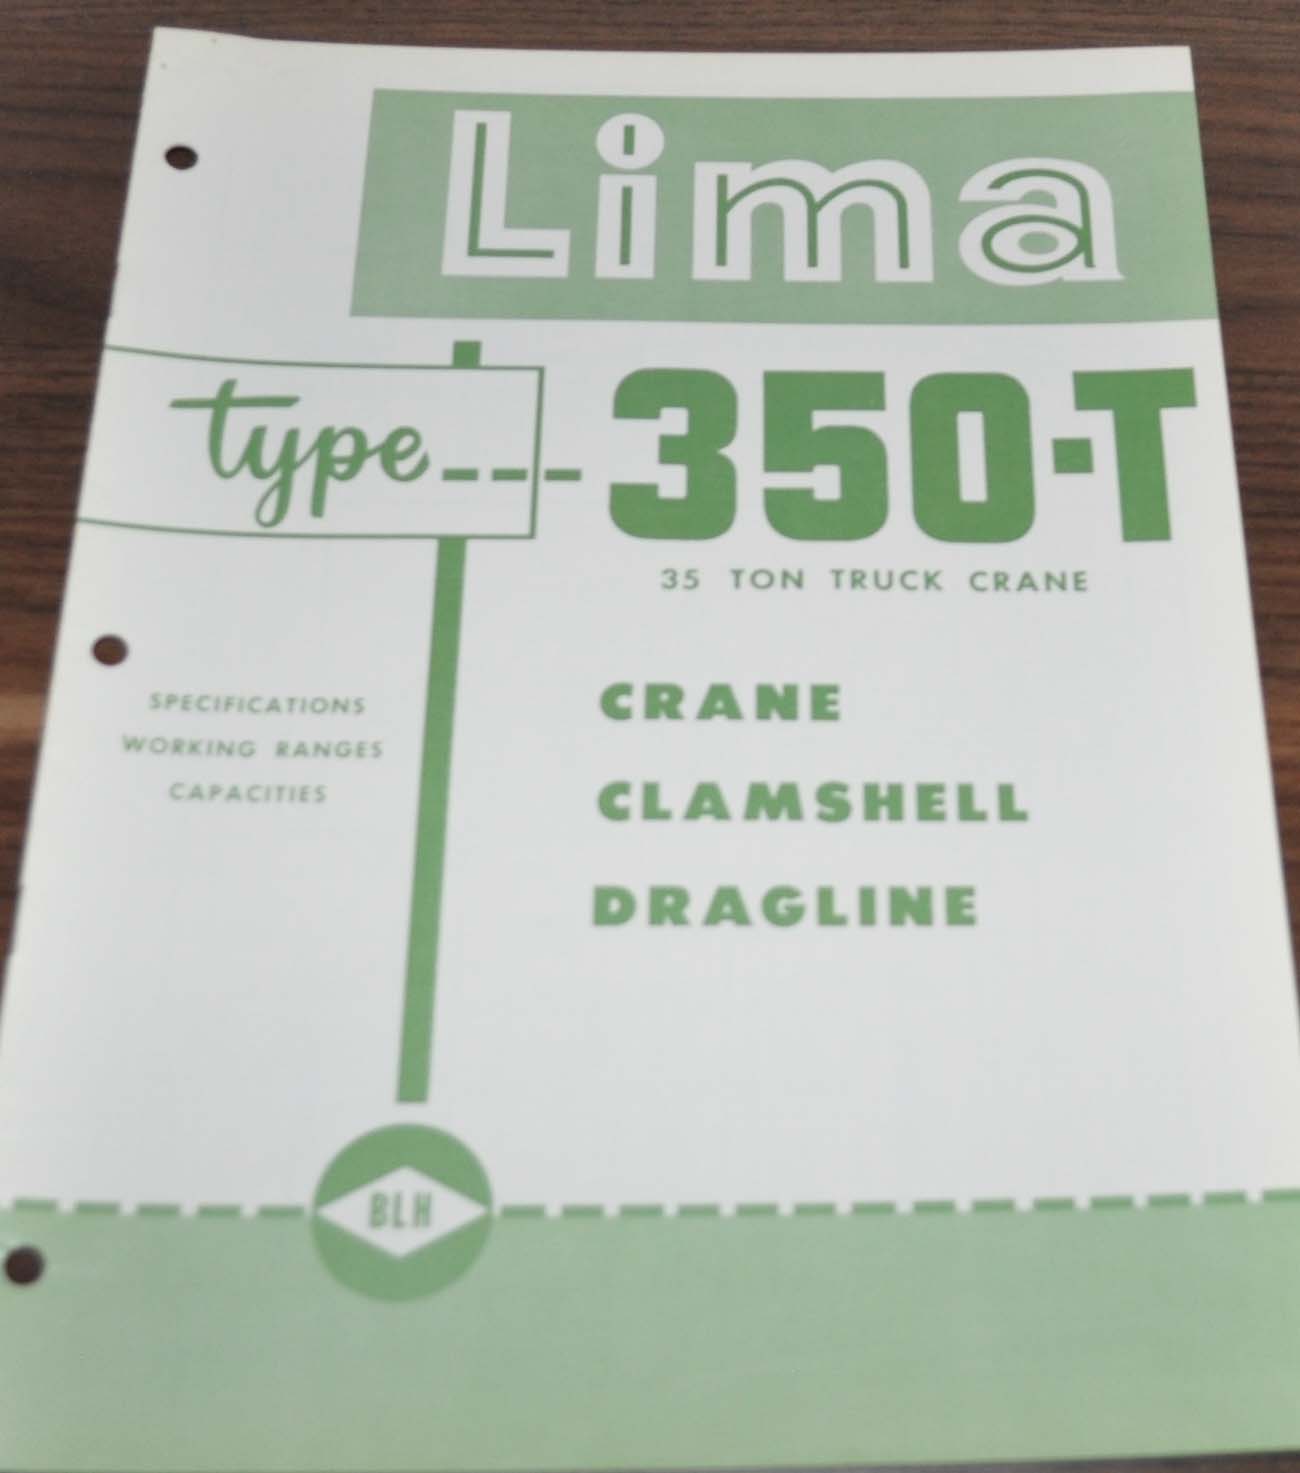 Lima
type --- 350-T
35 TON TRUCK CRANE
SPECIFICATIONS
WORKING RANGES
CAPACITIES
CRANE
CLAMSHELL
DRAGLINE
BLH